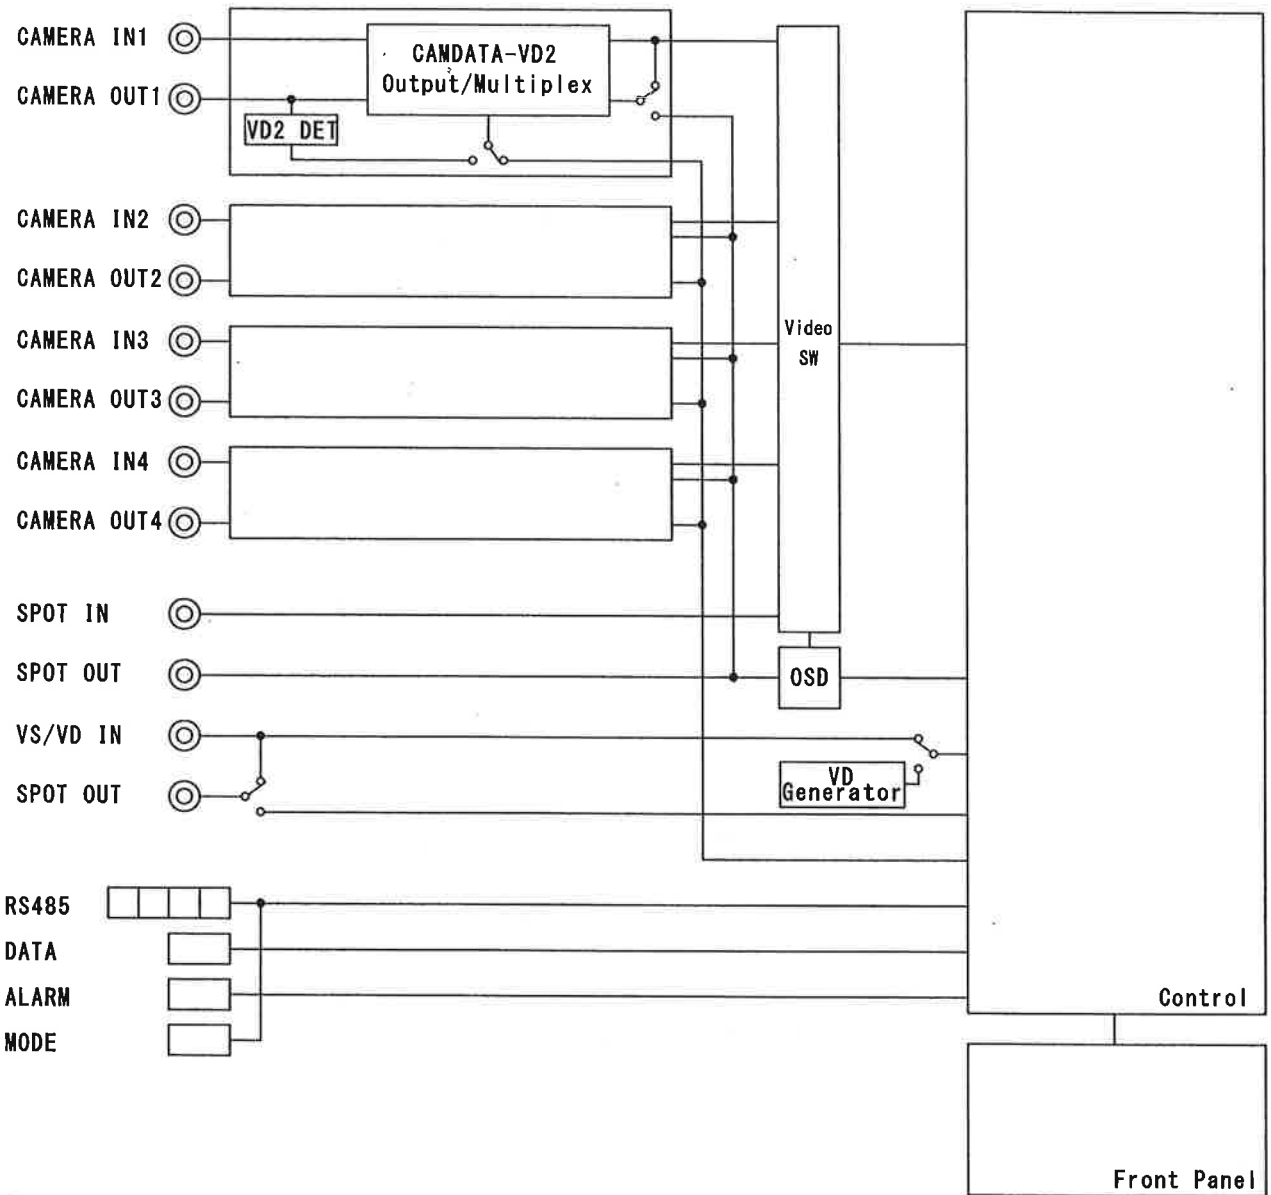 CAMERA IN1
CAMDATA-VD2
Output/Multiplex
CAMERA OUT1
VD2 DET
CAMERA IN2
CAMERA OUT2
CAMERA IN3
Video
SW
CAMERA OUT3
CAMERA IN4
CAMERA OUT4
SPOT IN
SPOT OUT
OSD
VS/VD IN
VD
Generator
SPOT OUT
RS485
DATA
ALARM
Control
MODE
Front Panel